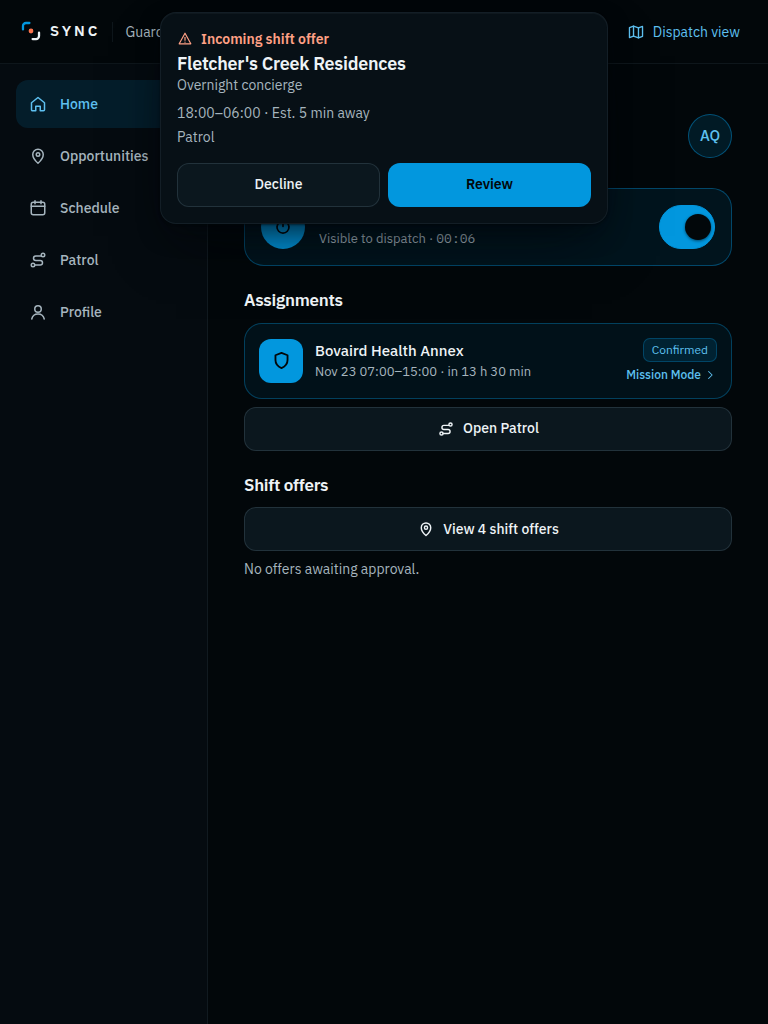 SYNC
Dispatch view
Incoming shift offer
Fletcher's Creek Residences
Overnight concierge
18:00–06:00 · Est. 5 min away
Patrol
Decline
Review
Home
Opportunities
Schedule
Patrol
Profile
AQ
Visible to dispatch · 00:06
Assignments
Bovaird Health Annex
Confirmed
Nov 23 07:00–15:00 · in 13 h 30 min
Mission Mode
Open Patrol
Shift offers
View 4 shift offers
No offers awaiting approval.